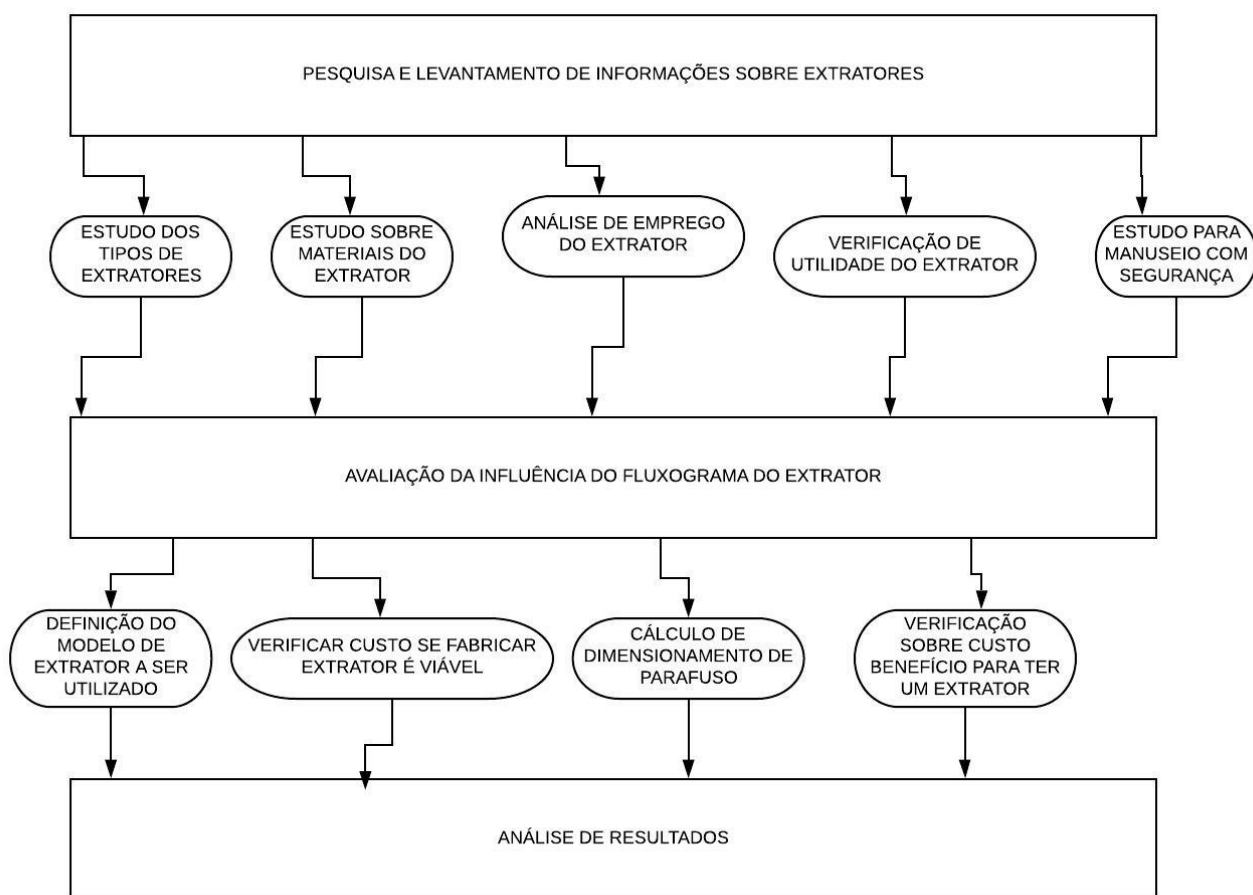 PESQUISA E LEVANTAMENTO DE INFORMAÇÕES SOBRE EXTRATORES
ESTUDO DOS
TIPOS DE
EXTRATORES
ESTUDO SOBRE
MATERIAIS DO
EXTRATOR
ANÁLISE DE EMPREGO
DO EXTRATOR
VERIFICAÇÃO DE
UTILIDADE DO EXTRATOR
ESTUDO PARA
MANUSEIO COM
SEGURANÇA
AVALIAÇÃO DA INFLUÊNCIA DO FLUXOGRAMA DO EXTRATOR
DEFINIÇÃO DO
MODELO DE
EXTRATOR A SER
UTILIZADO
VERIFICAR CUSTO SE FABRICAR
EXTRATOR É VIÁVEL
CÁLCULO DE
DIMENSIONAMENTO DE
PARAFUSO
VERIFICAÇÃO
SOBRE CUSTO
BENEFÍCIO PARA TER
UM EXTRATOR
ANÁLISE DE RESULTADOS